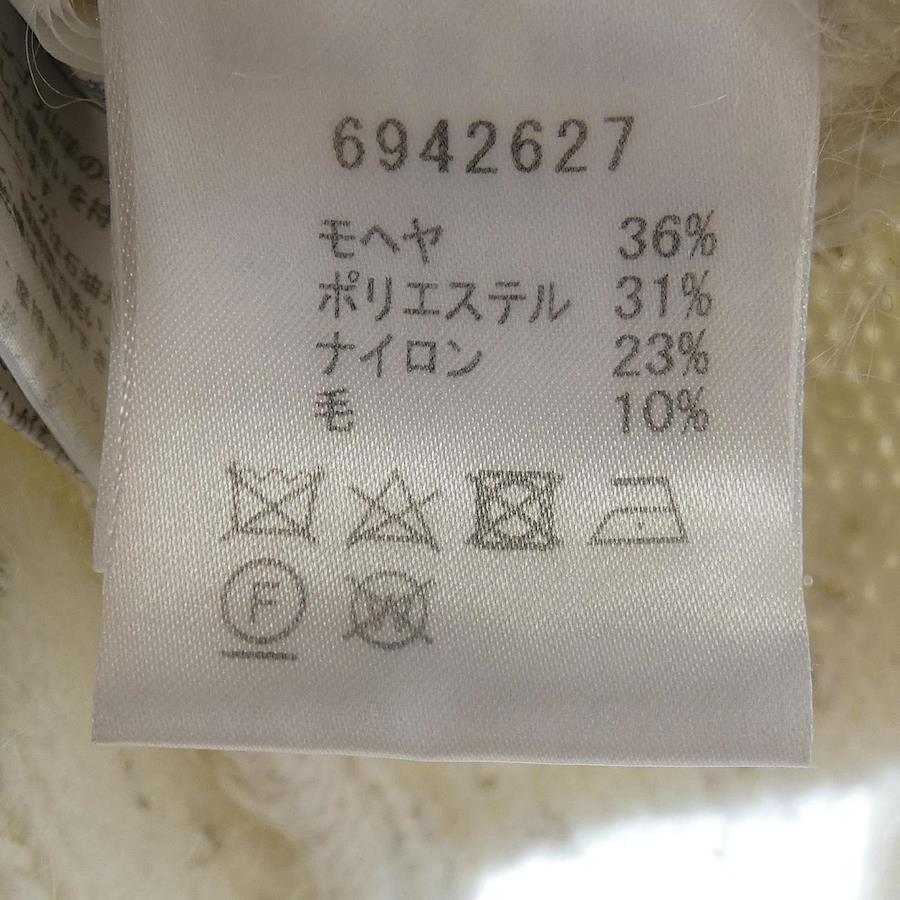 6942627
モヘヤ 36%
ポリエステル 31%
ナイロン 23%
毛 10%
F
W